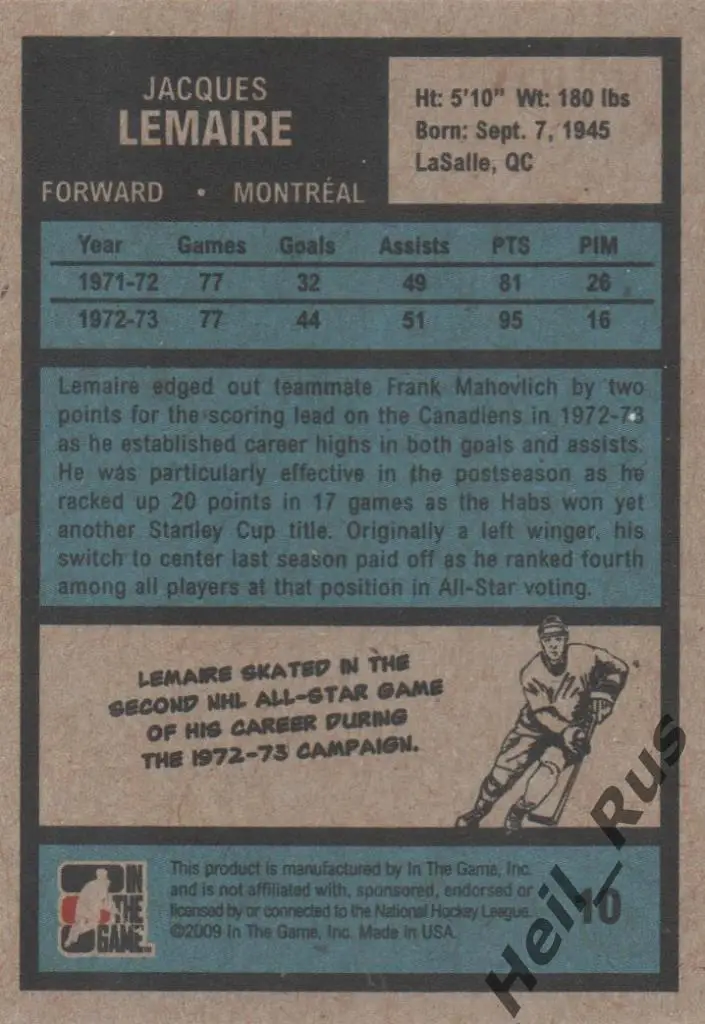 JACQUES
LEMAIRE
FORWARD • MONTRÉAL
Ht: 5'10" Wt: 180 lbs
Born: Sept. 7, 1945
LaSalle, QC
Year Games Goals Assists PTS PIM
1971-72 77 32 49 81 26
1972-73 77 44 51 95 16
Lemaire edged out teammate Frank Mahovlich by two
points for the scoring lead on the Canadiens in 1972-73
as he established career highs in both goals and assists.
He was particularly effective in the postseason as he
racked up 20 points in 17 games as the Habs won yet
another Stanley Cup title. Originally a left winger, his
switch to center last season paid off as he ranked fourth
among all players at that position in All-Star voting.
LEMAIRE SKATED IN THE
SECOND NHL ALL-STAR GAME
OF HIS CAREER DURING
THE 1972-73 CAMPAIGN.
IN
THE
GAME
This product is manufactured by In The Game, Inc.
and is not affiliated with, sponsored, endorsed or
licensed by or connected to the National Hockey League.
©2009 In The Game, Inc. Made in USA.
10
Heil_Rus